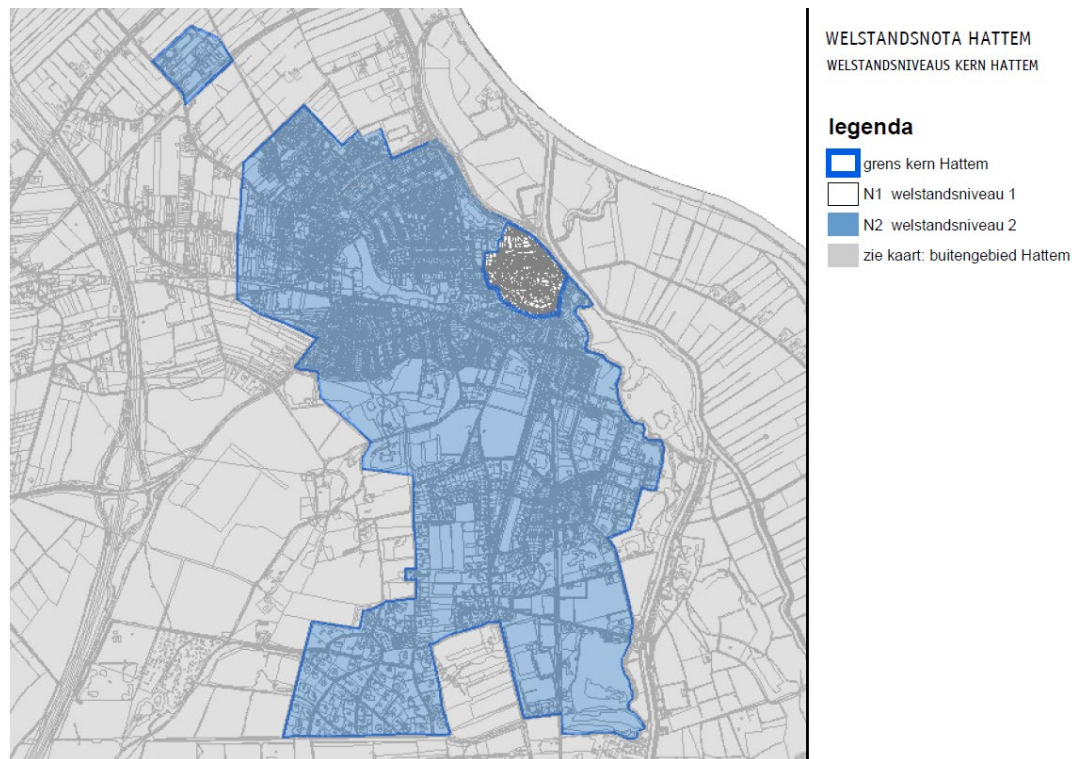 WELSTANDSNOTA HATTEM
WELSTANDSNIVEAUS KERN HATTEM
legenda
grens kern Hattem
N1 welstandsniveau 1
N2 welstandsniveau 2
zie kaart: buitengebied Hattem